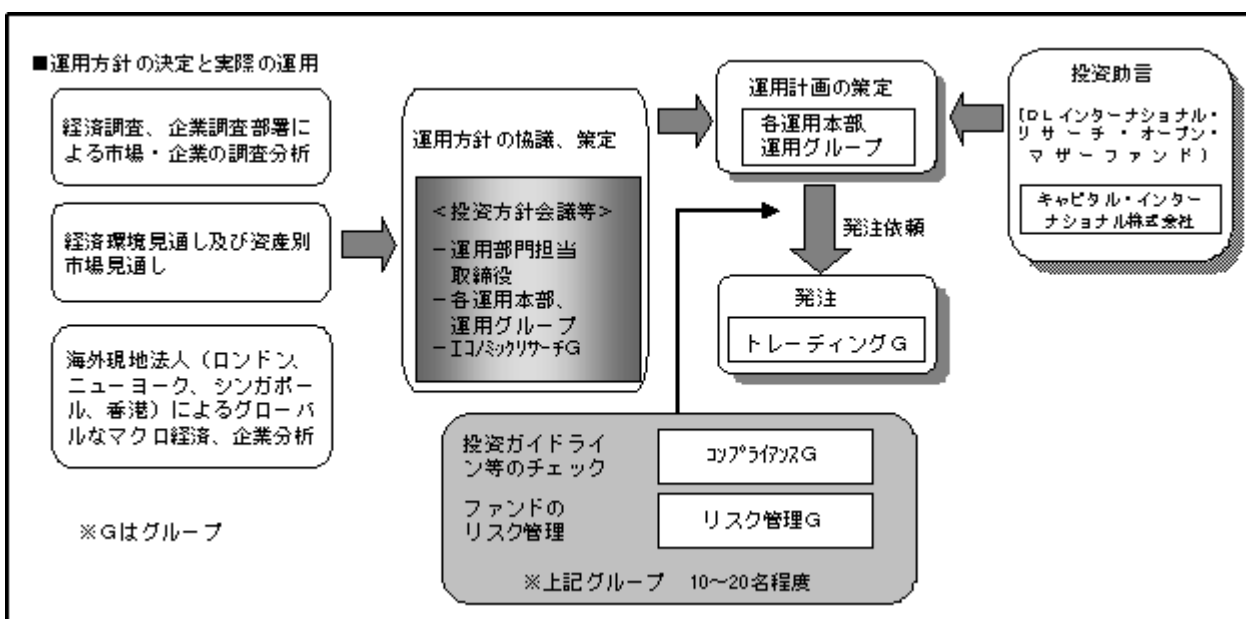 ■運用方針の決定と実際の運用
経済調査、企業調査部署に
よる市場・企業の調査分析
経済環境見通し及び資産別
市場見通し
海外現地法人（ロンドン、
ニューヨーク、シンガポー
ル、香港）によるグローバ
ルなマクロ経済、企業分析
※Gはグループ
運用方針の協議、策定
＜投資方針会議等＞
－運用部門担当
取締役
－各運用本部、
運用グループ
－ｴｺﾉﾐｯｸﾘｻｰﾁG
運用計画の策定
各運用本部、
運用グループ
発注依頼
発注
トレーディングG
投資助言
（DLインターナショナル・
リサーチ・オープン・
マザーファンド）
キャピタル・インター
ナショナル株式会社
投資ガイドライ
ン等のチェック
ｺﾝﾌﾟﾗｲｱﾝｽG
ファンドの
リスク管理
リスク管理G
※上記グループ　10～20名程度